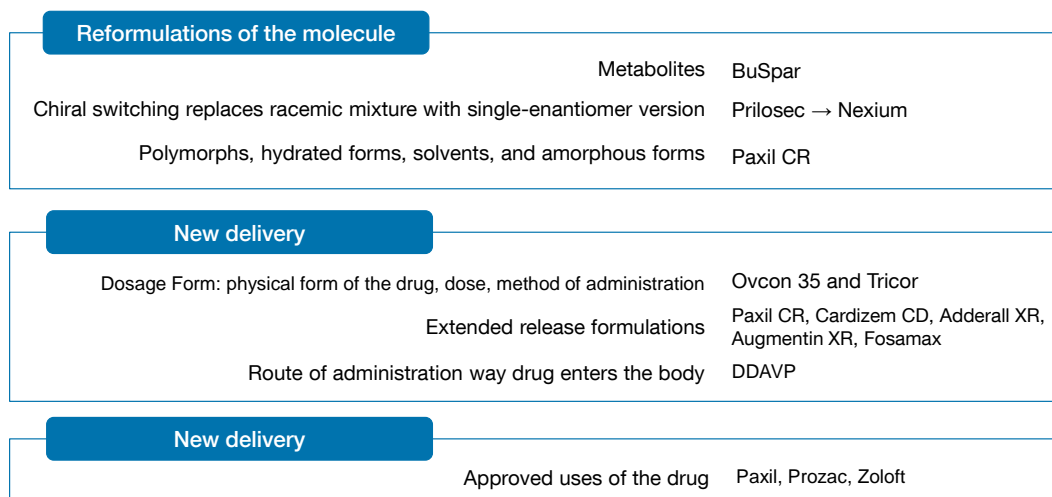 Reformulations of the molecule
Metabolites BuSpar
Chiral switching replaces racemic mixture with single-enantiomer version Prilosec → Nexium
Polymorphs, hydrated forms, solvents, and amorphous forms Paxil CR
New delivery
Dosage Form: physical form of the drug, dose, method of administration Ovcon 35 and Tricor
Extended release formulations Paxil CR, Cardizem CD, Adderall XR,
Augmentin XR, Fosamax
Route of administration way drug enters the body DDAVP
New delivery
Approved uses of the drug Paxil, Prozac, Zoloft